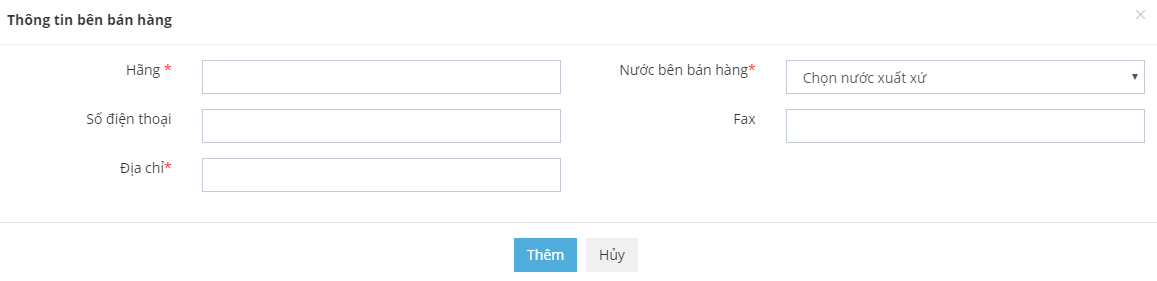 Thông tin bên bán hàng
×
Hãng *
Nước bên bán hàng*
Chọn nước xuất xứ
Số điện thoại
Fax
Địa chỉ*
Thêm
Hủy